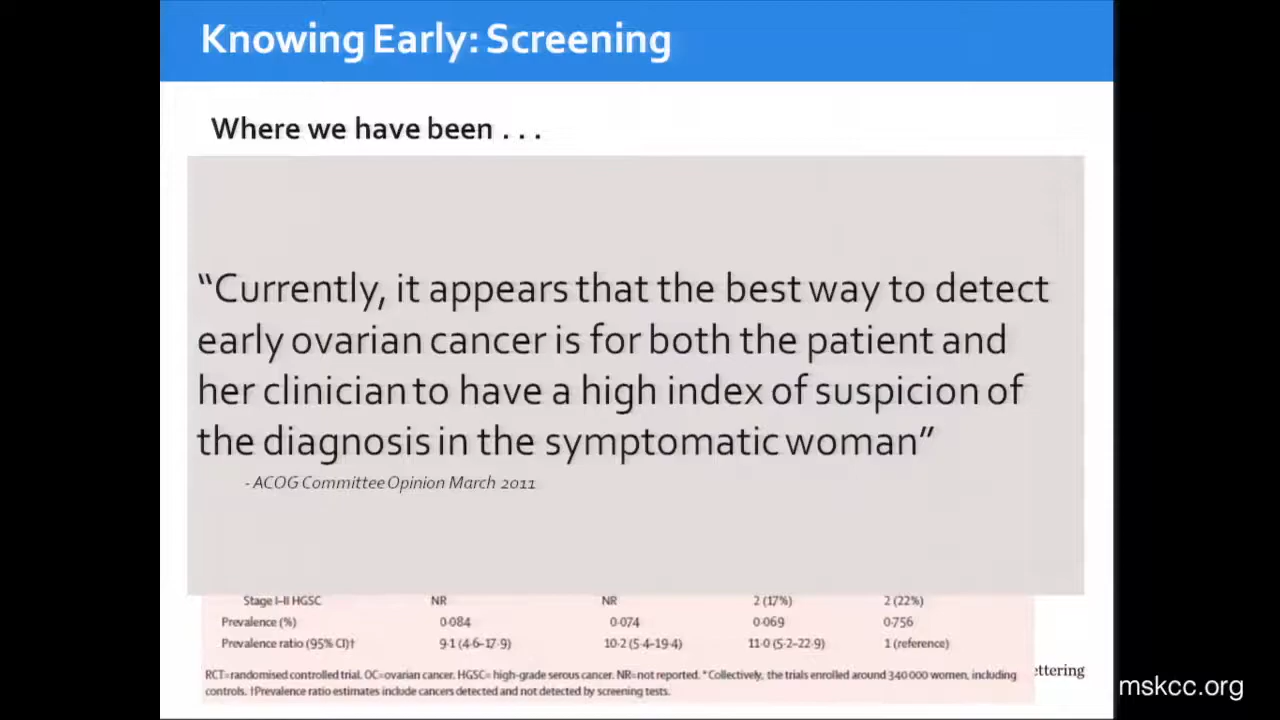 Knowing Early: Screening
Where we have been . . .
“Currently, it appears that the best way to detect
early ovarian cancer is for both the patient and
her clinician to have a high index of suspicion of
the diagnosis in the symptomatic woman”
- ACOG Committee Opinion March 2011
Stage I–II HGSC NR NR 2 (17%) 2 (22%)
Prevalence (%) 0·084 0·074 0·069 0·756
Prevalence ratio (95% CI)† 9·1 (4·6–17·9) 10·2 (5·4–19·4) 11·0 (5·2–22·9) 1 (reference)
RCT=randomised controlled trial. OC=ovarian cancer. HGSC=high-grade serous cancer. NR=not reported. *Collectively, the trials enrolled around 340 000 women, including
controls. †Prevalence ratio estimates include cancers detected and not detected by screening tests.
ettering
mskcc.org